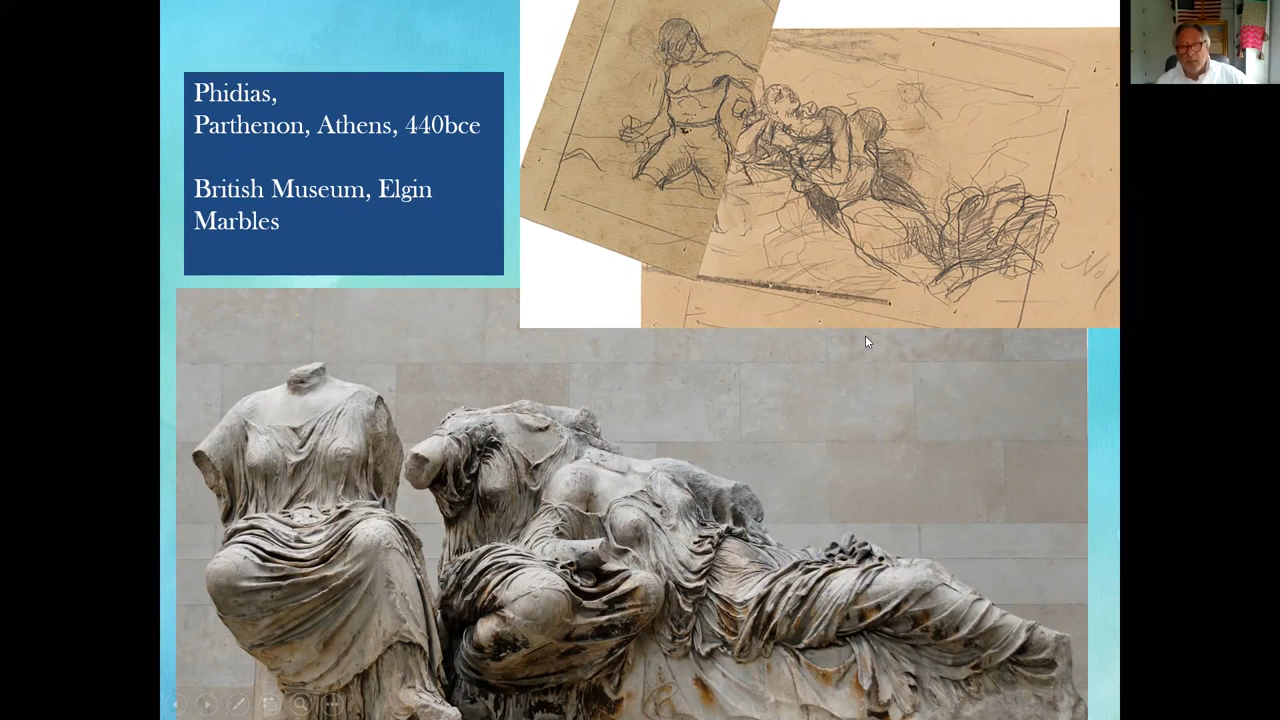 Phidias,
Parthenon, Athens, 440bce
British Museum, Elgin
Marbles